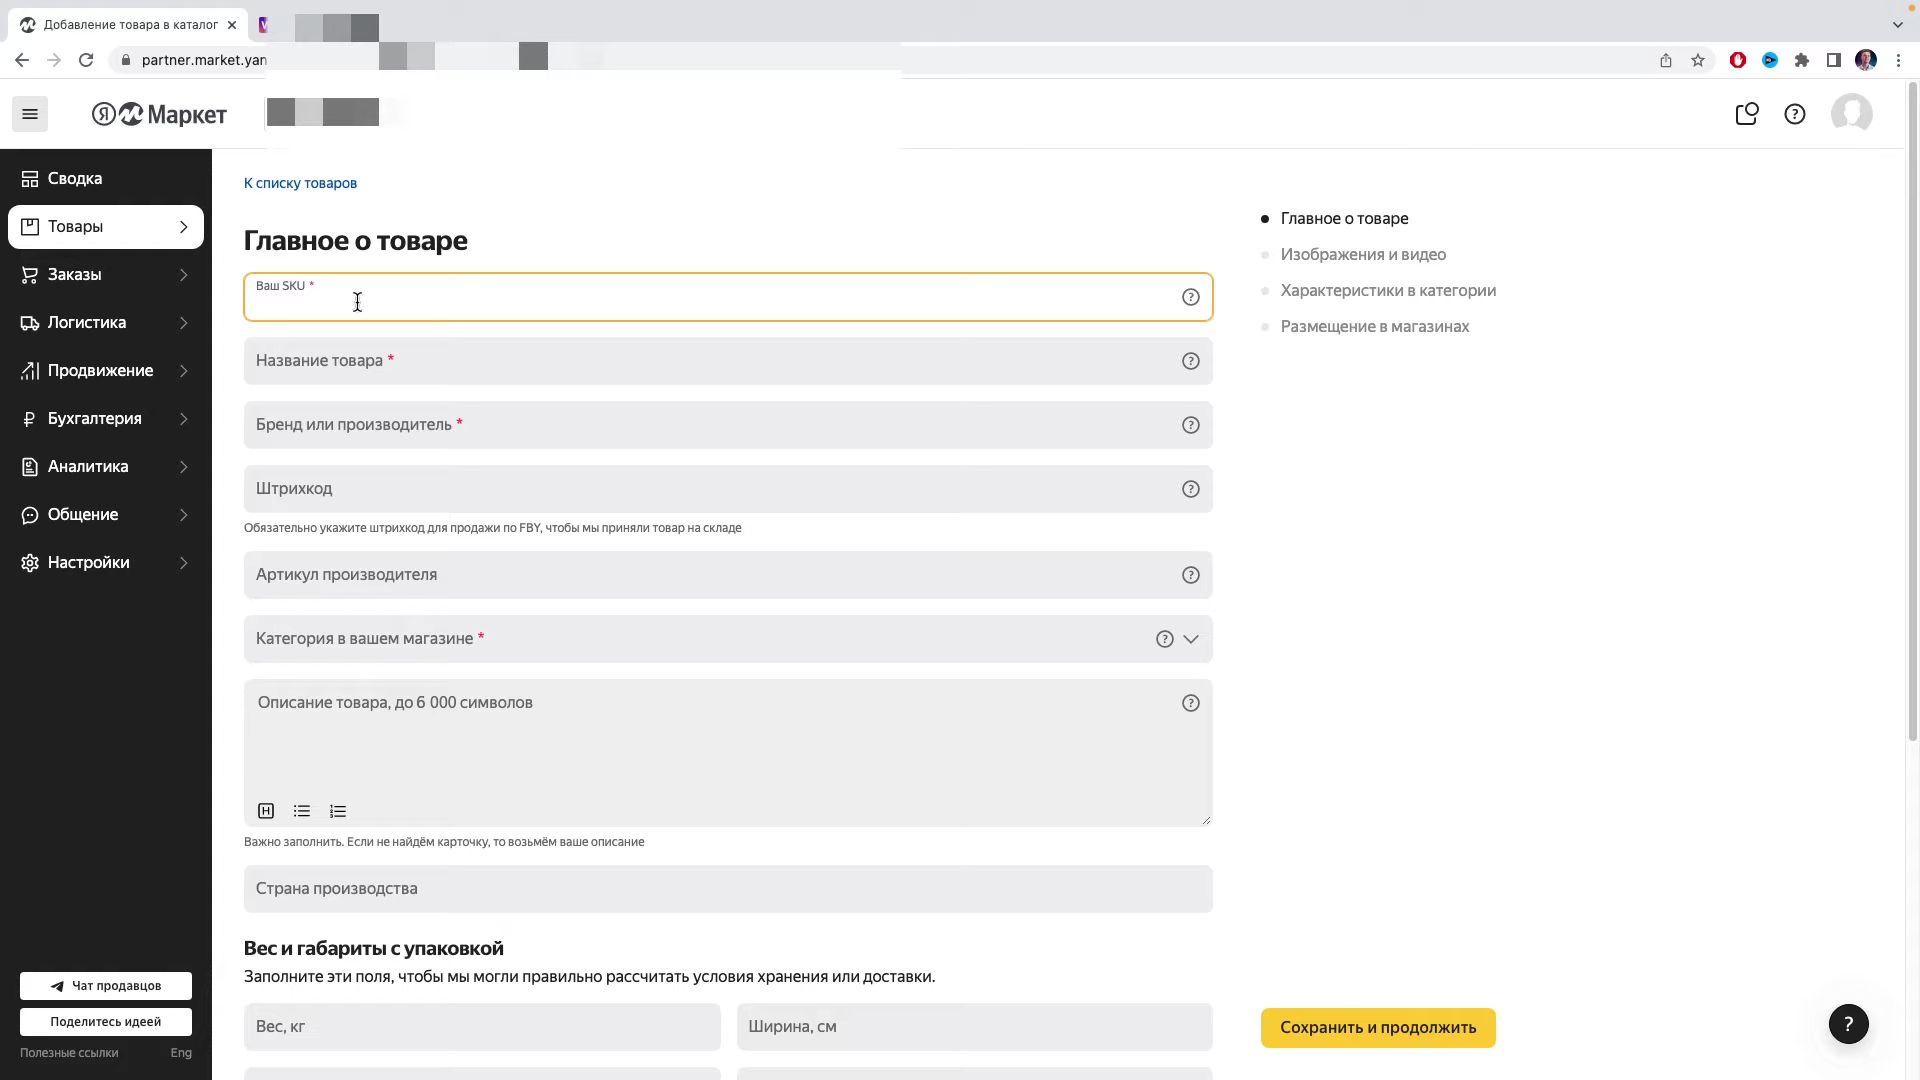 Добавление товара в каталог
partner.market.yan
Я Маркет
Сводка
Товары
Заказы
Логистика
Продвижение
Бухгалтерия
Аналитика
Общение
Настройки
Чат продавцов
Поделитесь идеей
Полезные ссылки Eng
К списку товаров
Главное о товаре
Ваш SKU *
Название товара *
Бренд или производитель *
Штрихкод
Обязательно укажите штрихкод для продажи по FBY, чтобы мы приняли товар на складе
Артикул производителя
Категория в вашем магазине *
Описание товара, до 6 000 символов
Важно заполнить. Если не найдём карточку, то возьмём ваше описание
Страна производства
Вес и габариты с упаковкой
Заполните эти поля, чтобы мы могли правильно рассчитать условия хранения или доставки.
Вес, кг
Ширина, см
Главное о товаре
Изображения и видео
Характеристики в категории
Размещение в магазинах
Сохранить и продолжить
?